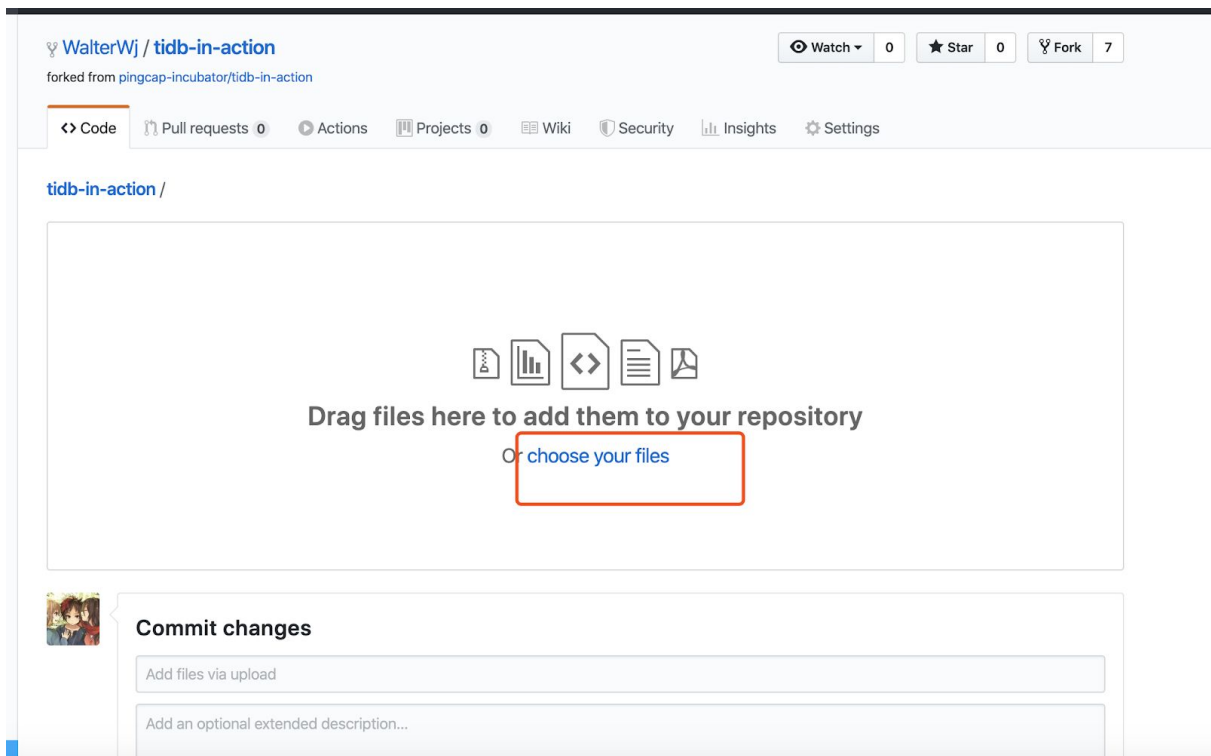 WalterWj / tidb-in-action
Watch 0 Star 0 Fork 7
forked from pingcap-incubator/tidb-in-action
<> Code Pull requests 0 Actions Projects 0 Wiki Security Insights Settings
tidb-in-action /
Drag files here to add them to your repository
Or choose your files
Commit changes
Add files via upload
Add an optional extended description...